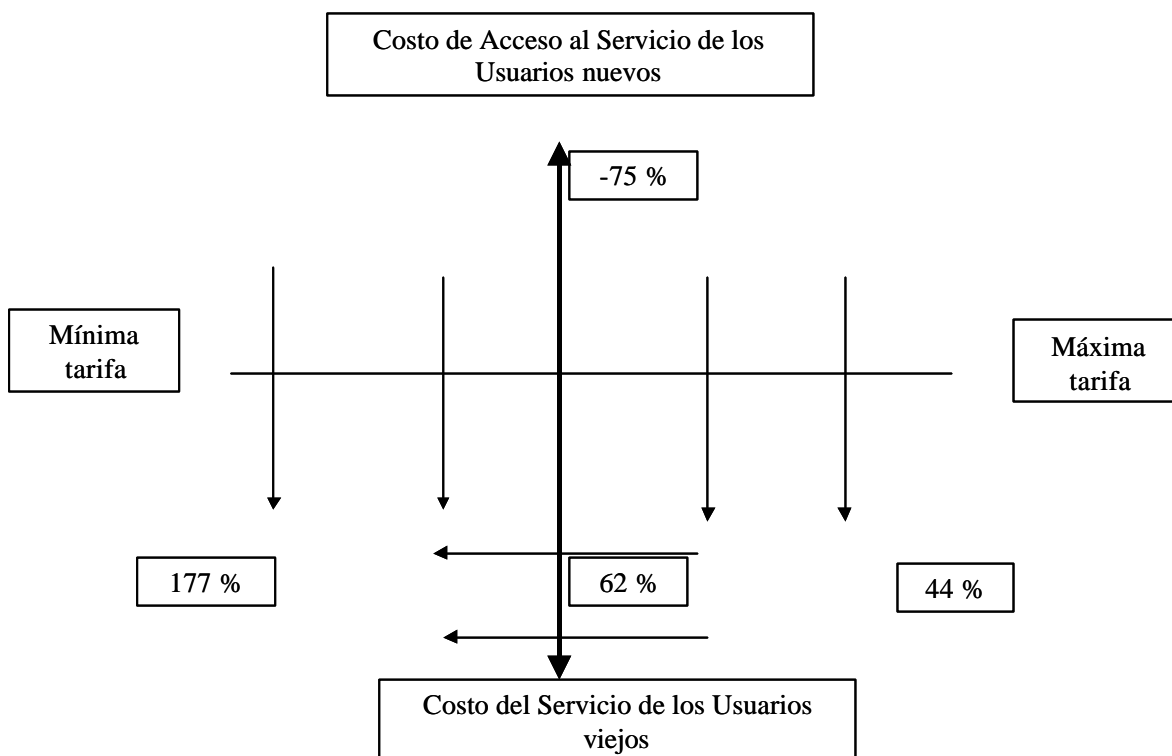 Costo de Acceso al Servicio de los
Usuarios nuevos
-75 %
Mínima
tarifa
Máxima
tarifa
177 %
62 %
44 %
Costo del Servicio de los Usuarios
viejos